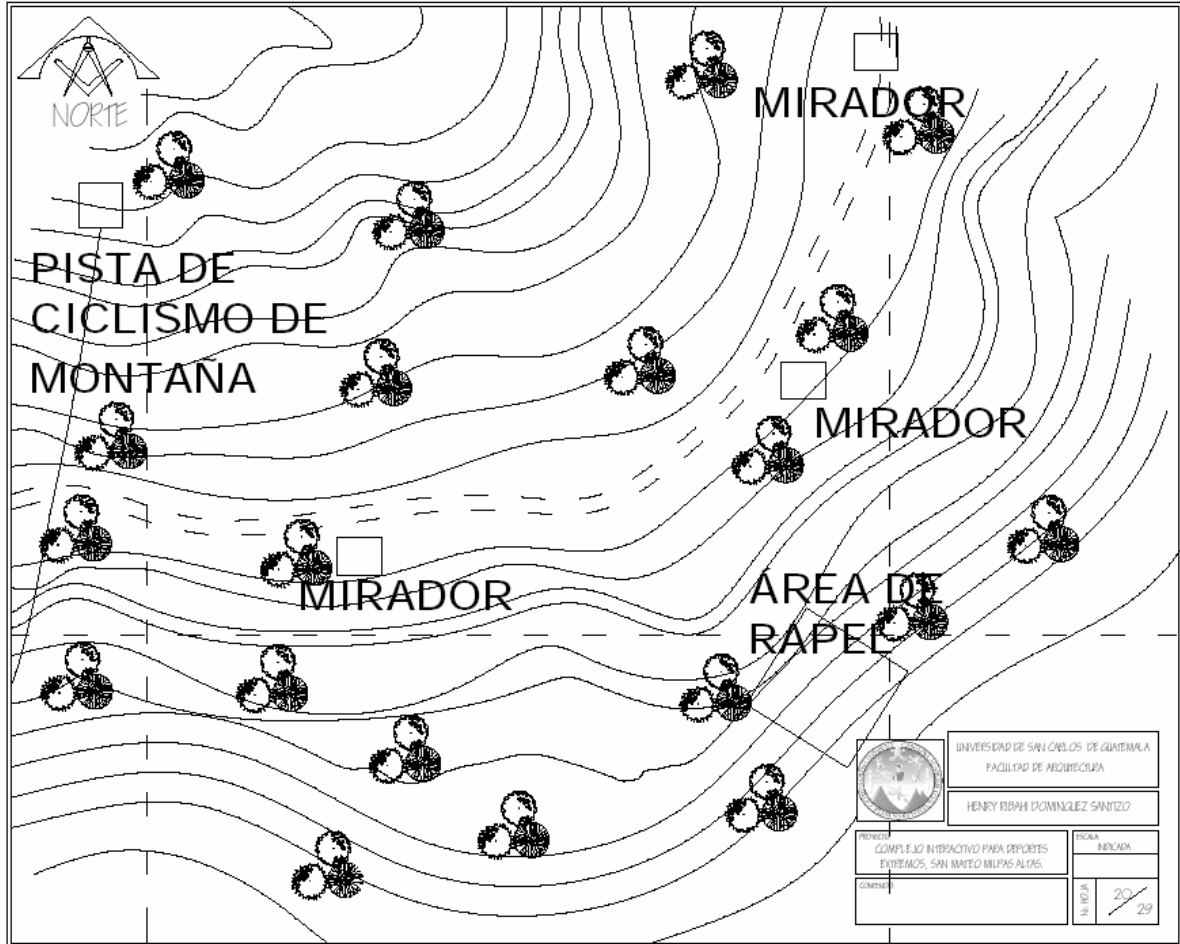 NORTE
MIRADOR
PISTA DE
CICLISMO DE
MONTAÑA
MIRADOR
MIRADOR
ÁREA DE
RAPEL
UNIVERSIDAD DE SAN CARLOS DE GUATEMALA
FACULTAD DE ARQUITECTURA
HENRY RIBAHI DOMINGUEZ SANTIZO
PROYECTO:
COMPLEJO INTERACTIVO PARA DEPORTES
EXTREMOS, SAN MATEO MILPAS ALTAS.
ESCALA:
INDICADA
CONTENIDO:
No. HOJA
20/29